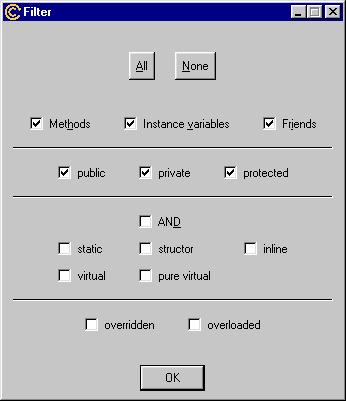 Filter
All None
Methods Instance variables Friends
public private protected
AND
static structor inline
virtual pure virtual
overridden overloaded
OK